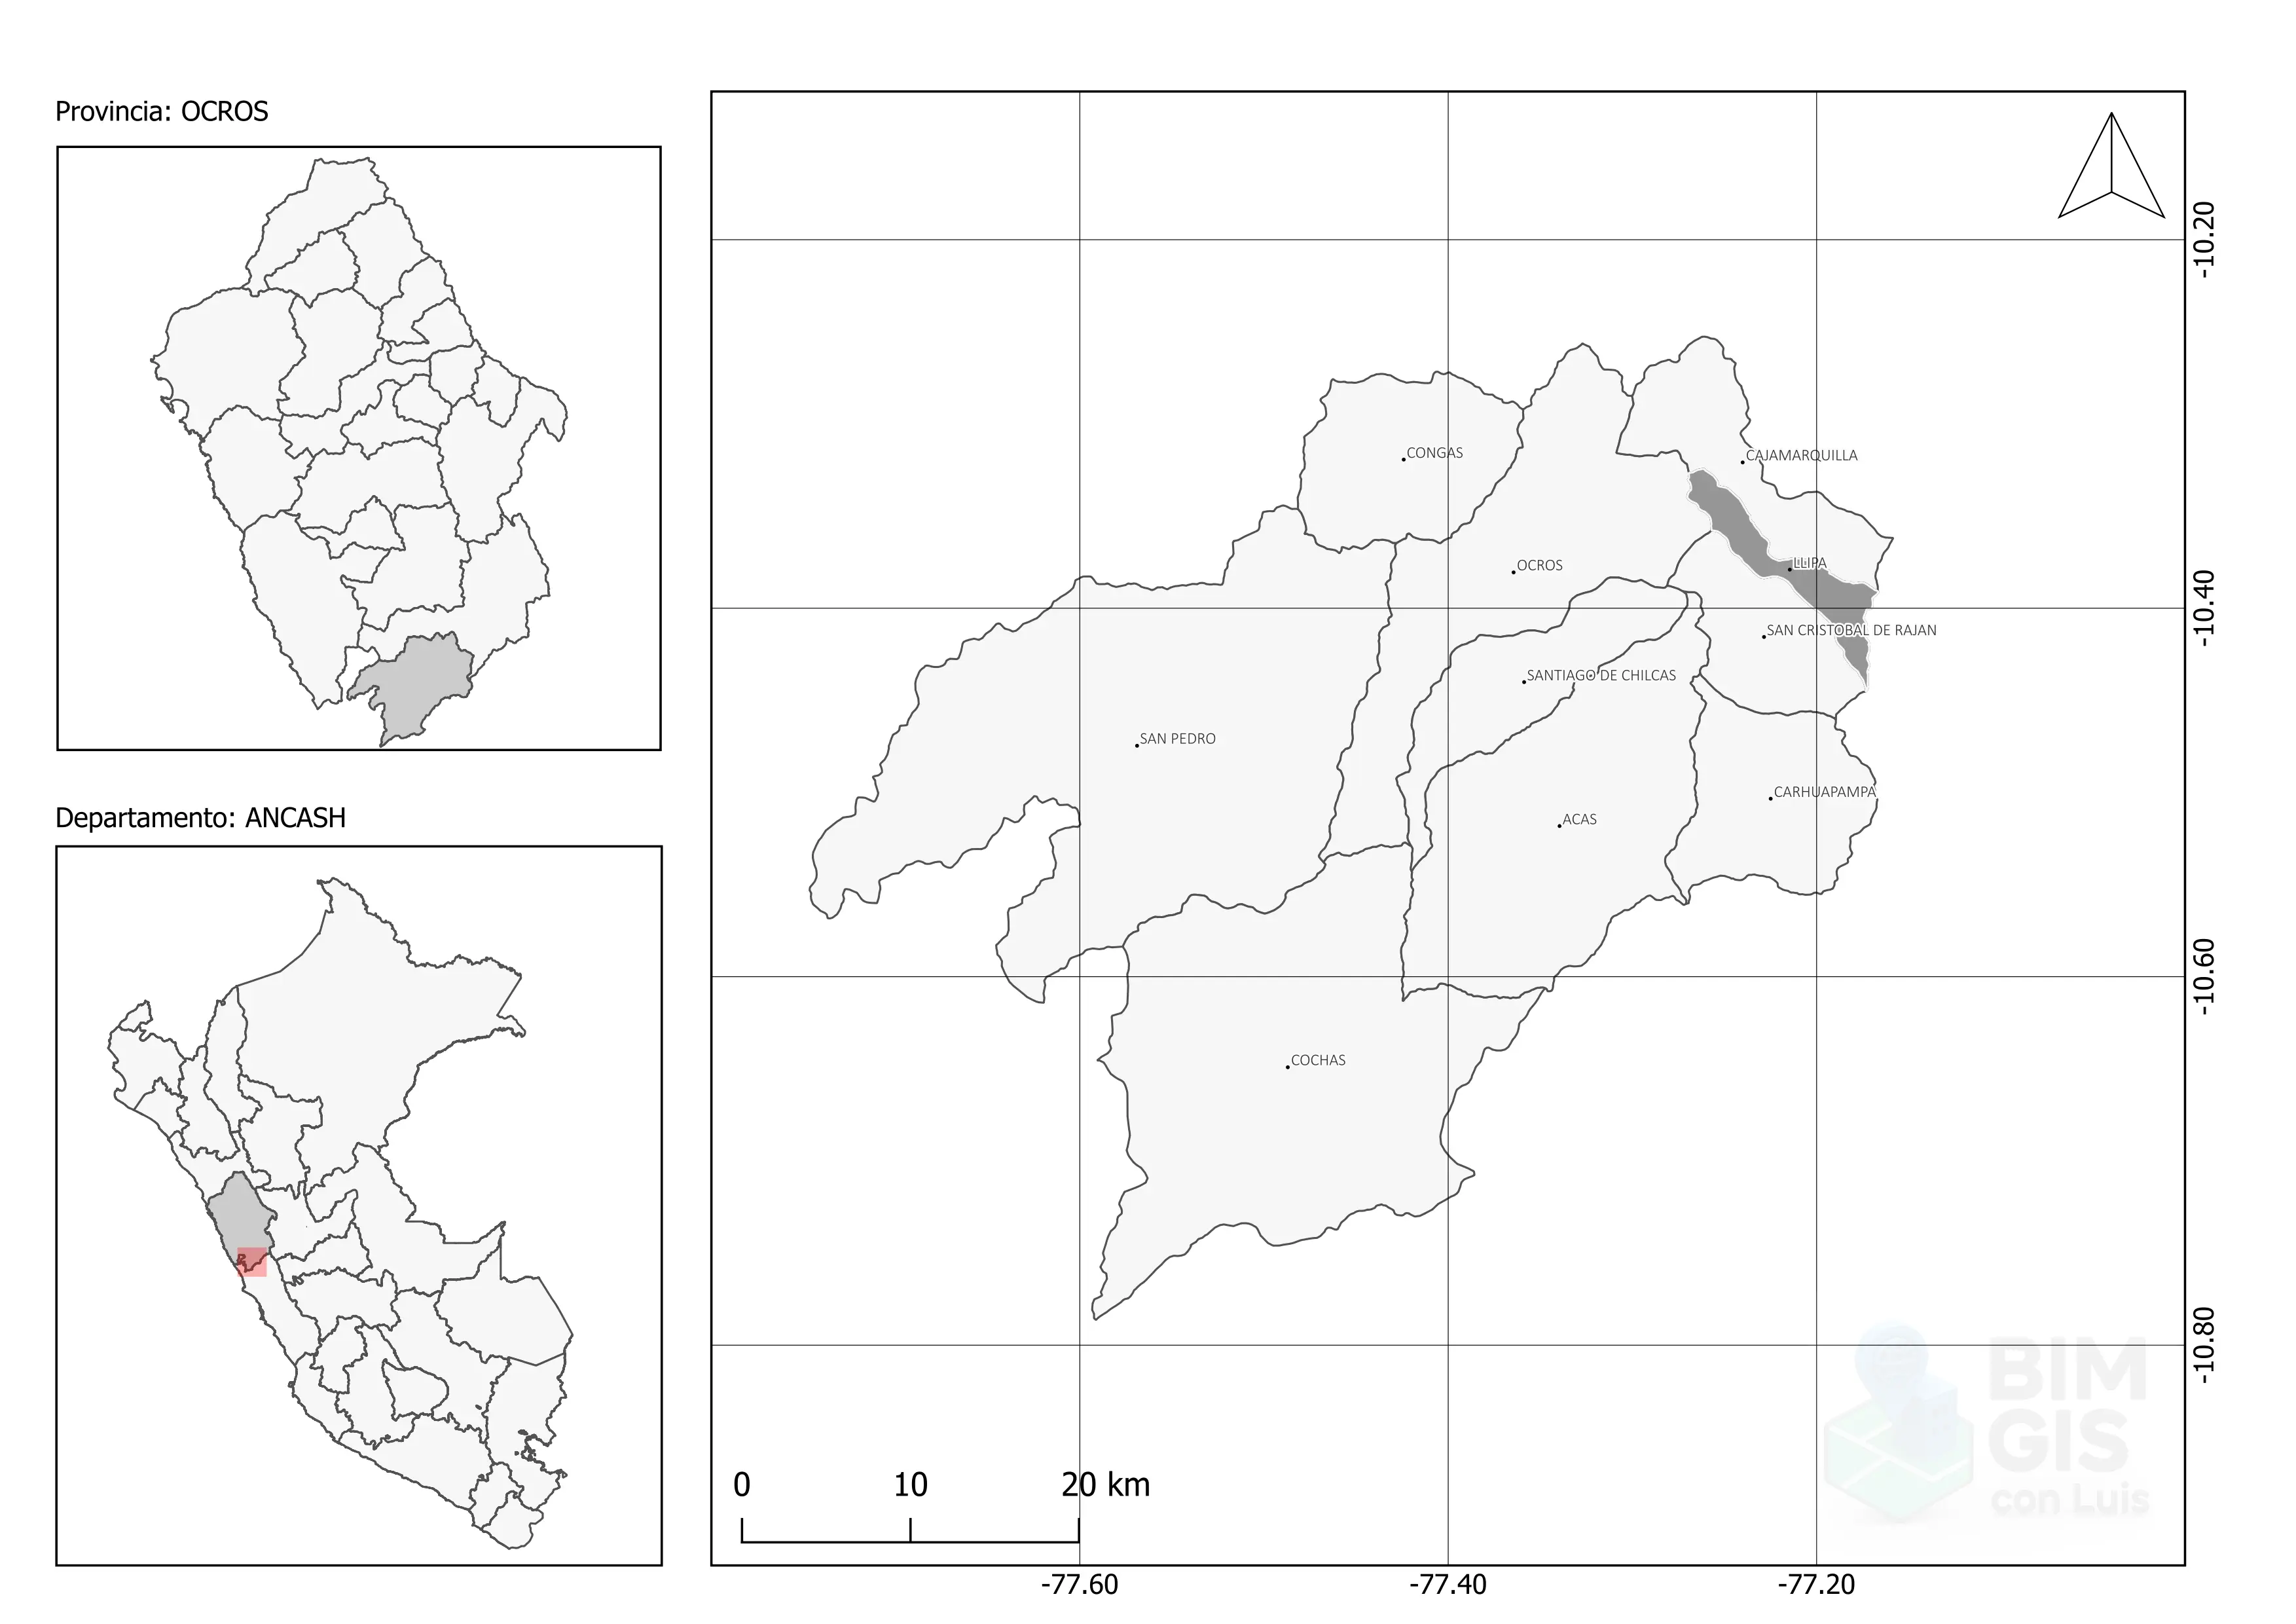 Provincia: OCROS
Departamento: ANCASH
CONGAS
CAJAMARQUILLA
OCROS
LLIPA
SAN CRISTOBAL DE RAJAN
SANTIAGO DE CHILCAS
SAN PEDRO
CARHUAPAMPA
ACAS
COCHAS
-10.20
-10.40
-10.60
-10.80
0 10 20 km
-77.60 -77.40 -77.20
BIM
GIS
con Luis